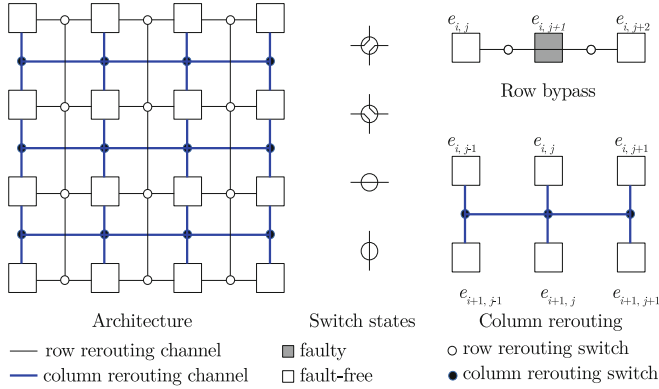 e_{i, j} e_{i, j+1} e_{i, j+2}
Row bypass
e_{i, j-1} e_{i, j} e_{i, j+1}
e_{i+1, j-1} e_{i+1, j} e_{i+1, j+1}
Architecture Switch states Column rerouting
row rerouting channel faulty row rerouting switch
column rerouting channel fault-free column rerouting switch